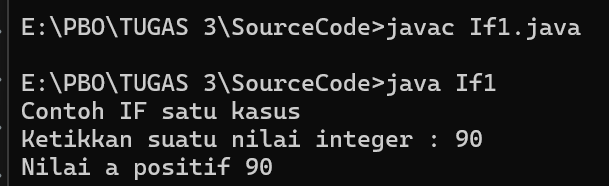 E:\PBO\TUGAS 3\SourceCode>javac If1.java
E:\PBO\TUGAS 3\SourceCode>java If1
Contoh IF satu kasus
Ketikkan suatu nilai integer : 90
Nilai a positif 90